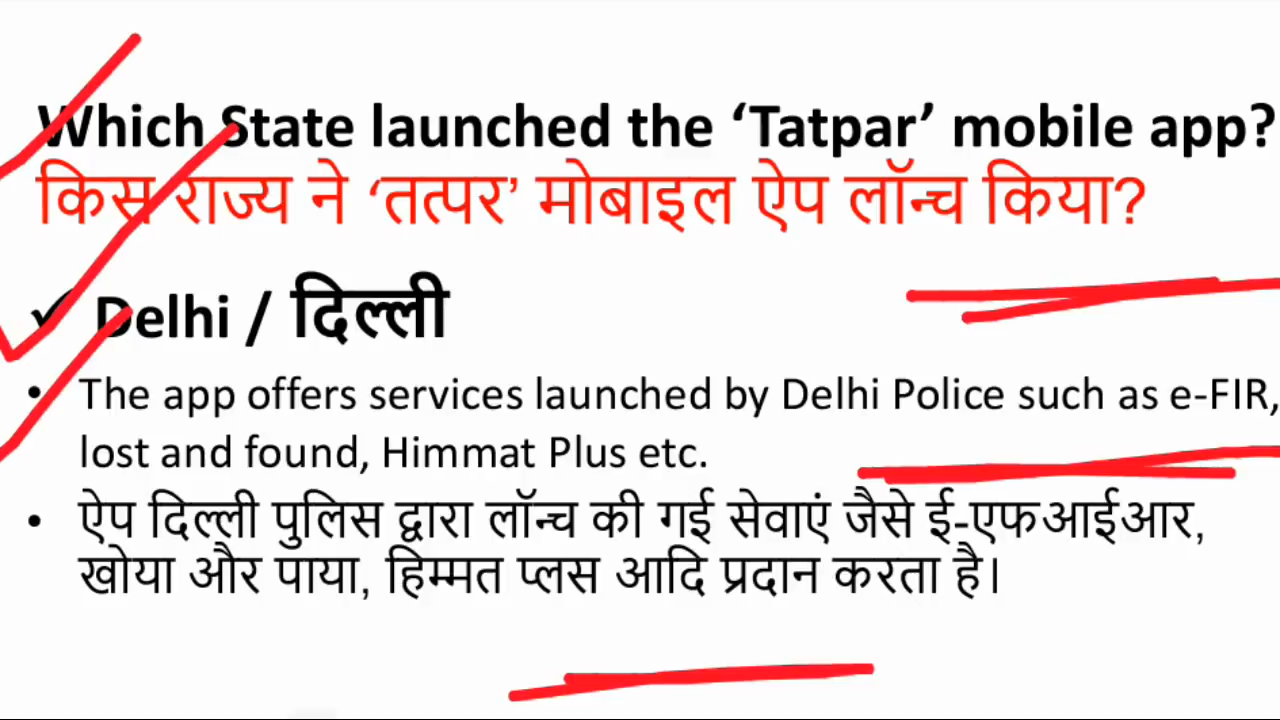 Which State launched the ‘Tatpar’ mobile app?
किस राज्य ने ‘तत्पर’ मोबाइल ऐप लॉन्च किया?
✓ Delhi / दिल्ली
• The app offers services launched by Delhi Police such as e-FIR,
lost and found, Himmat Plus etc.
• ऐप दिल्ली पुलिस द्वारा लॉन्च की गई सेवाएं जैसे ई-एफआईआर,
खोया और पाया, हिम्मत प्लस आदि प्रदान करता है।